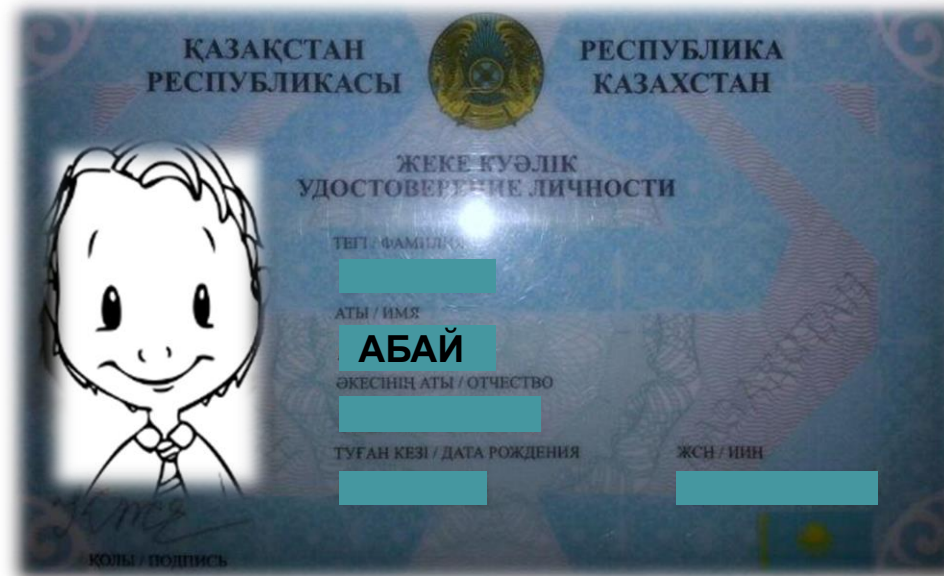 ҚАЗАҚСТАН
РЕСПУБЛИКАСЫ
РЕСПУБЛИКА
КАЗАХСТАН
ЖЕКЕ КУӘЛІК
УДОСТОВЕРЕНИЕ ЛИЧНОСТИ
ТЕГІ / ФАМИЛИЯ
АТЫ / ИМЯ
АБАЙ
ӘКЕСІНІҢ АТЫ / ОТЧЕСТВО
ТУҒАН КЕЗІ / ДАТА РОЖДЕНИЯ
ЖСН / ИИН
ҚОЛЫ / ПОДПИСЬ